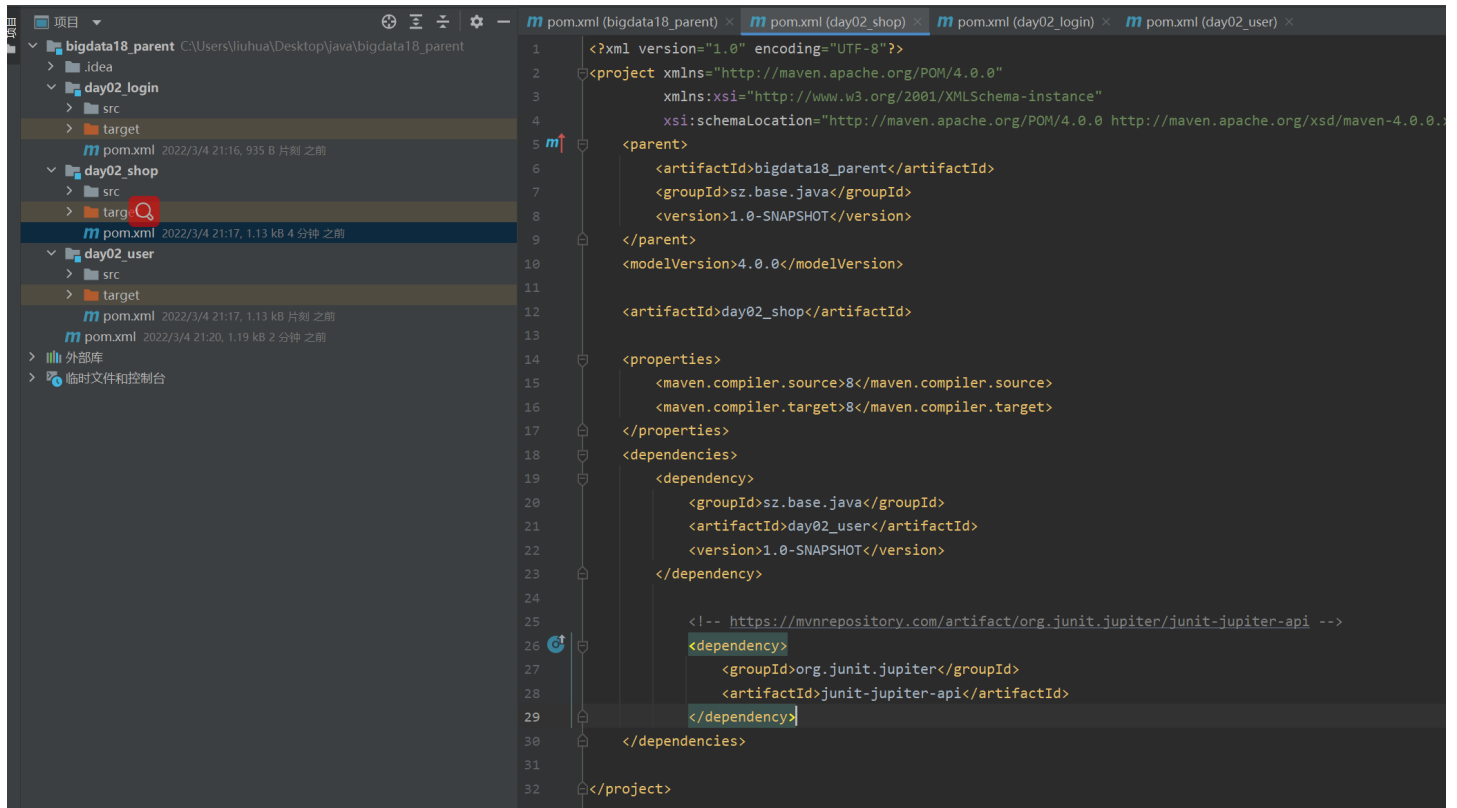 项目
pom.xml (bigdata18_parent)
pom.xml (day02_shop)
pom.xml (day02_login)
pom.xml (day02_user)
bigdata18_parent C:\Users\liuhua\Desktop\java\bigdata18_parent
.idea
day02_login
src
target
pom.xml 2022/3/4 21:16, 935 B 片刻 之前
day02_shop
src
pom.xml 2022/3/4 21:17, 1.13 kB 4 分钟 之前
day02_user
src
target
pom.xml 2022/3/4 21:17, 1.13 kB 片刻 之前
pom.xml 2022/3/4 21:20, 1.19 kB 2 分钟 之前
外部库
临时文件和控制台
1 <?xml version="1.0" encoding="UTF-8"?>
2 <project xmlns="http://maven.apache.org/POM/4.0.0"
3 xmlns:xsi="http://www.w3.org/2001/XMLSchema-instance"
4 xsi:schemaLocation="http://maven.apache.org/POM/4.0.0 http://maven.apache.org/xsd/maven-4.0.0.
5 <parent>
6 <artifactId>bigdata18_parent</artifactId>
7 <groupId>sz.base.java</groupId>
8 <version>1.0-SNAPSHOT</version>
9 </parent>
10 <modelVersion>4.0.0</modelVersion>
11
12 <artifactId>day02_shop</artifactId>
13
14 <properties>
15 <maven.compiler.source>8</maven.compiler.source>
16 <maven.compiler.target>8</maven.compiler.target>
17 </properties>
18 <dependencies>
19 <dependency>
20 <groupId>sz.base.java</groupId>
21 <artifactId>day02_user</artifactId>
22 <version>1.0-SNAPSHOT</version>
23 </dependency>
24
25 <!-- https://mvnrepository.com/artifact/org.junit.jupiter/junit-jupiter-api -->
26 <dependency>
27 <groupId>org.junit.jupiter</groupId>
28 <artifactId>junit-jupiter-api</artifactId>
29 </dependency>
30 </dependencies>
31
32 </project>